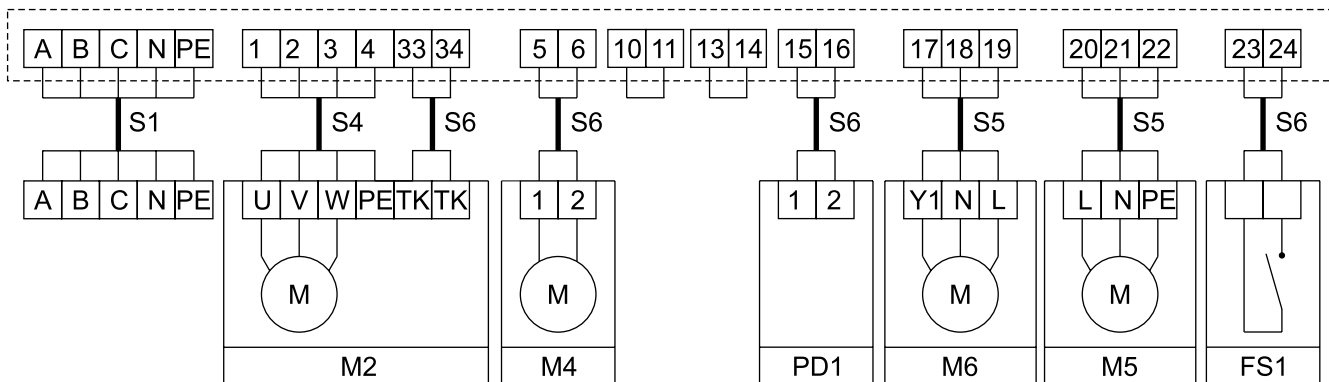 A B C N PE 1 2 3 4 33 34 5 6 10 11 13 14 15 16 17 18 19 20 21 22 23 24
S1 S4 S6 S6 S6 S5 S5 S6
A B C N PE U V W PE TK TK 1 2 1 2 Y1 N L L N PE
M M M M
M2 M4 PD1 M6 M5 FS1